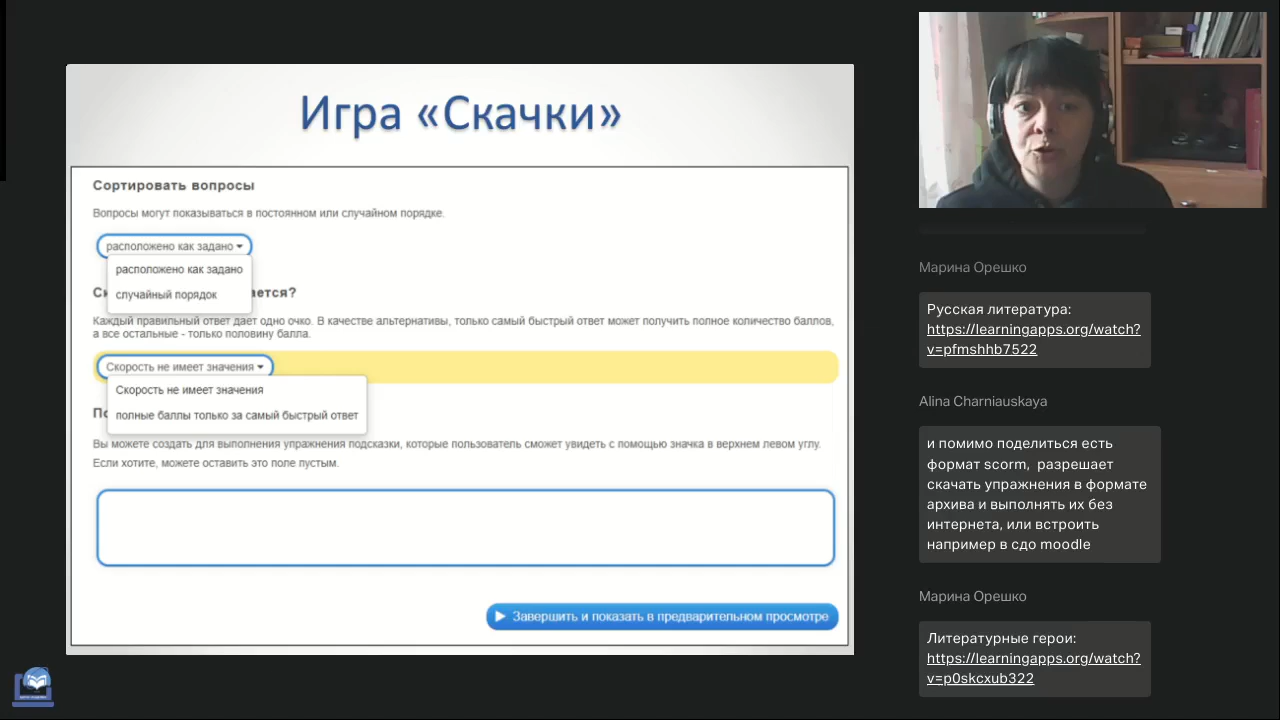 Игра «Скачки»
Сортировать вопросы
Вопросы могут показываться в постоянном или случайном порядке.
расположено как задано
расположено как задано
случайный порядок
ается?
Каждый правильный ответ дает одно очко. В качестве альтернативы, только самый быстрый ответ может получить полное количество баллов,
а все остальные - только половину балла.
Скорость не имеет значения
Скорость не имеет значения
полные баллы только за самый быстрый ответ
Вы можете создать для выполнения упражнения подсказки, которые пользователь сможет увидеть с помощью значка в верхнем левом углу.
Если хотите, можете оставить это поле пустым.
Завершить и показать в предварительном просмотре
Марина Орешко
Русская литература:
https://learningapps.org/watch?
v=pfmshhb7522
Alina Charniauskaya
и помимо поделиться есть
формат scorm, разрешает
скачать упражнения в формате
архива и выполнять их без
интернета, или встроить
например в сдо moodle
Марина Орешко
Литературные герои:
https://learningapps.org/watch?
v=p0skcxub322